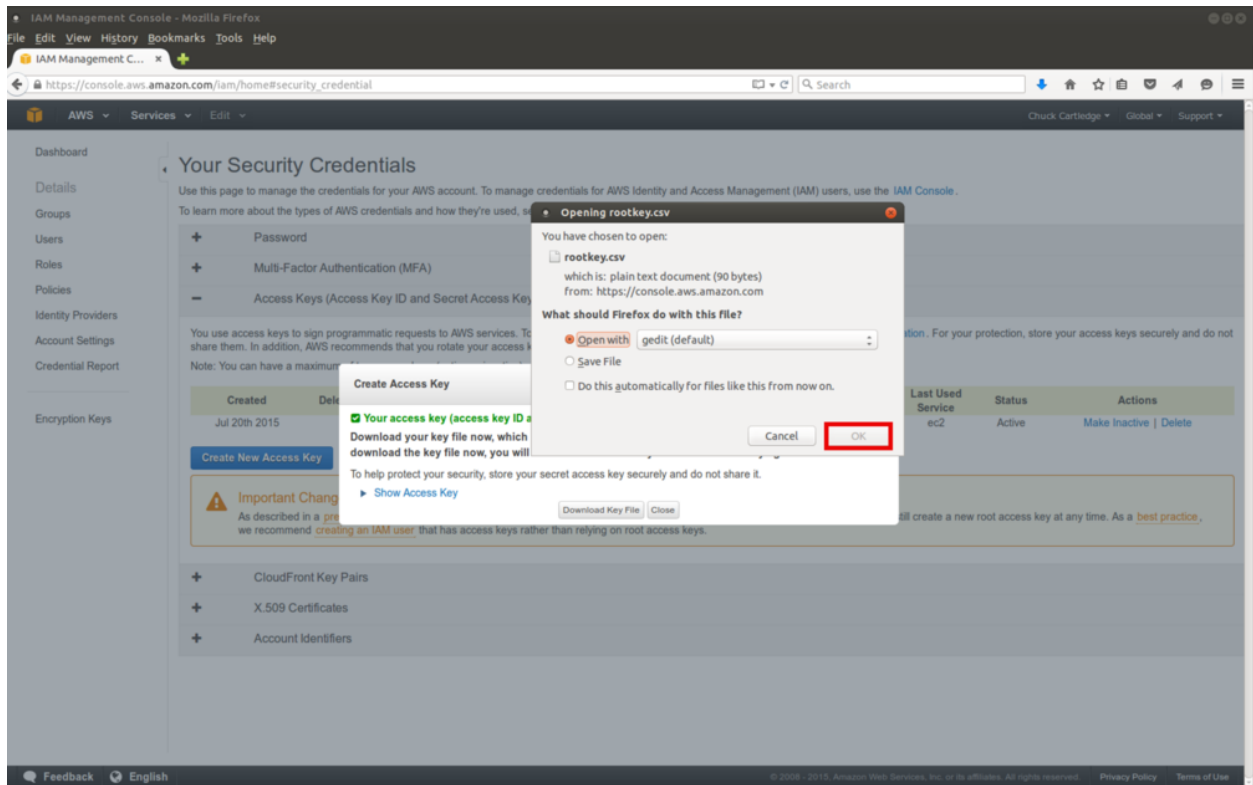 IAM Management Console - Mozilla Firefox
File Edit View History Bookmarks Tools Help
IAM Management C... ×
https://console.aws.amazon.com/iam/home#security_credential
Search
AWS Services Edit
Chuck Cartledge Global Support
Dashboard
Details
Groups
Users
Roles
Policies
Identity Providers
Account Settings
Credential Report
Encryption Keys
Your Security Credentials
Use this page to manage the credentials for your AWS account. To manage credentials for AWS Identity and Access Management (IAM) users, use the IAM Console.
To learn more about the types of AWS credentials and how they're used,
+ Password
+ Multi-Factor Authentication (MFA)
− Access Keys (Access Key ID and Secret Access Key
You use access keys to sign programmatic requests to AWS services.
. For your protection, store your access keys securely and do not
share them. In addition, AWS recommends that you rotate your access
Note: You can have a maximum
Created
Last Used Service
Status
Actions
Jul 20th 2015
ec2
Active
Make Inactive | Delete
Create New Access Key
Important
As described in a
create a new root access key at any time. As a best practice,
we recommend creating an IAM user that has access keys rather than relying on root access keys.
+ CloudFront Key Pairs
+ X.509 Certificates
+ Account Identifiers
Create Access Key
Your access key (access key ID
Download your key file now, which
download the key file now, you will
To help protect your security, store your secret access key securely and do not share it.
Show Access Key
Download Key File Close
Opening rootkey.csv
You have chosen to open:
rootkey.csv
which is: plain text document (90 bytes)
from: https://console.aws.amazon.com
What should Firefox do with this file?
Open with gedit (default)
Save File
Do this automatically for files like this from now on.
Cancel OK
Feedback English
© 2008 - 2015, Amazon Web Services, Inc. or its affiliates. All rights reserved. Privacy Policy Terms of Use